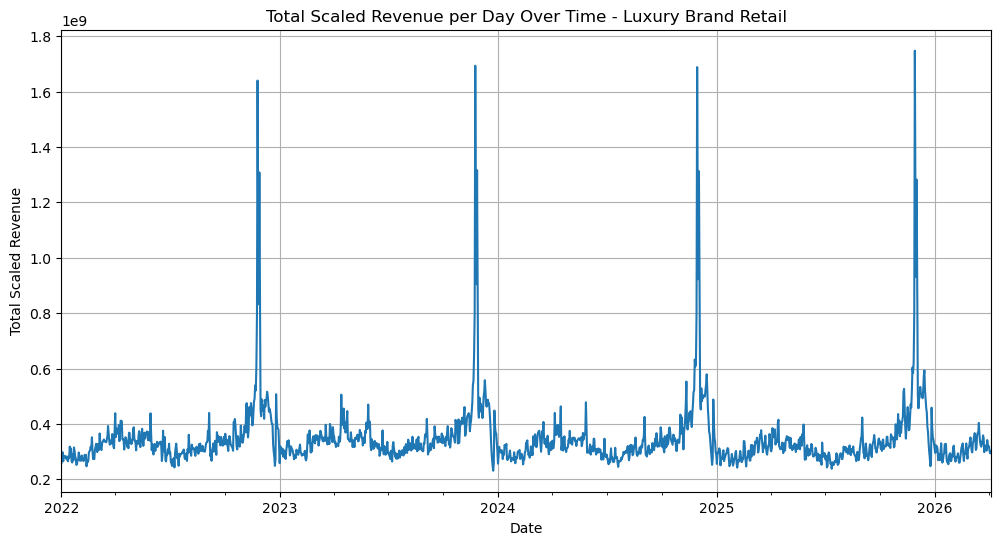 Total Scaled Revenue per Day Over Time - Luxury Brand Retail
1e9
1.8
1.6
1.4
1.2
1.0
0.8
0.6
0.4
0.2
Total Scaled Revenue
2022 2023 2024 2025 2026
Date